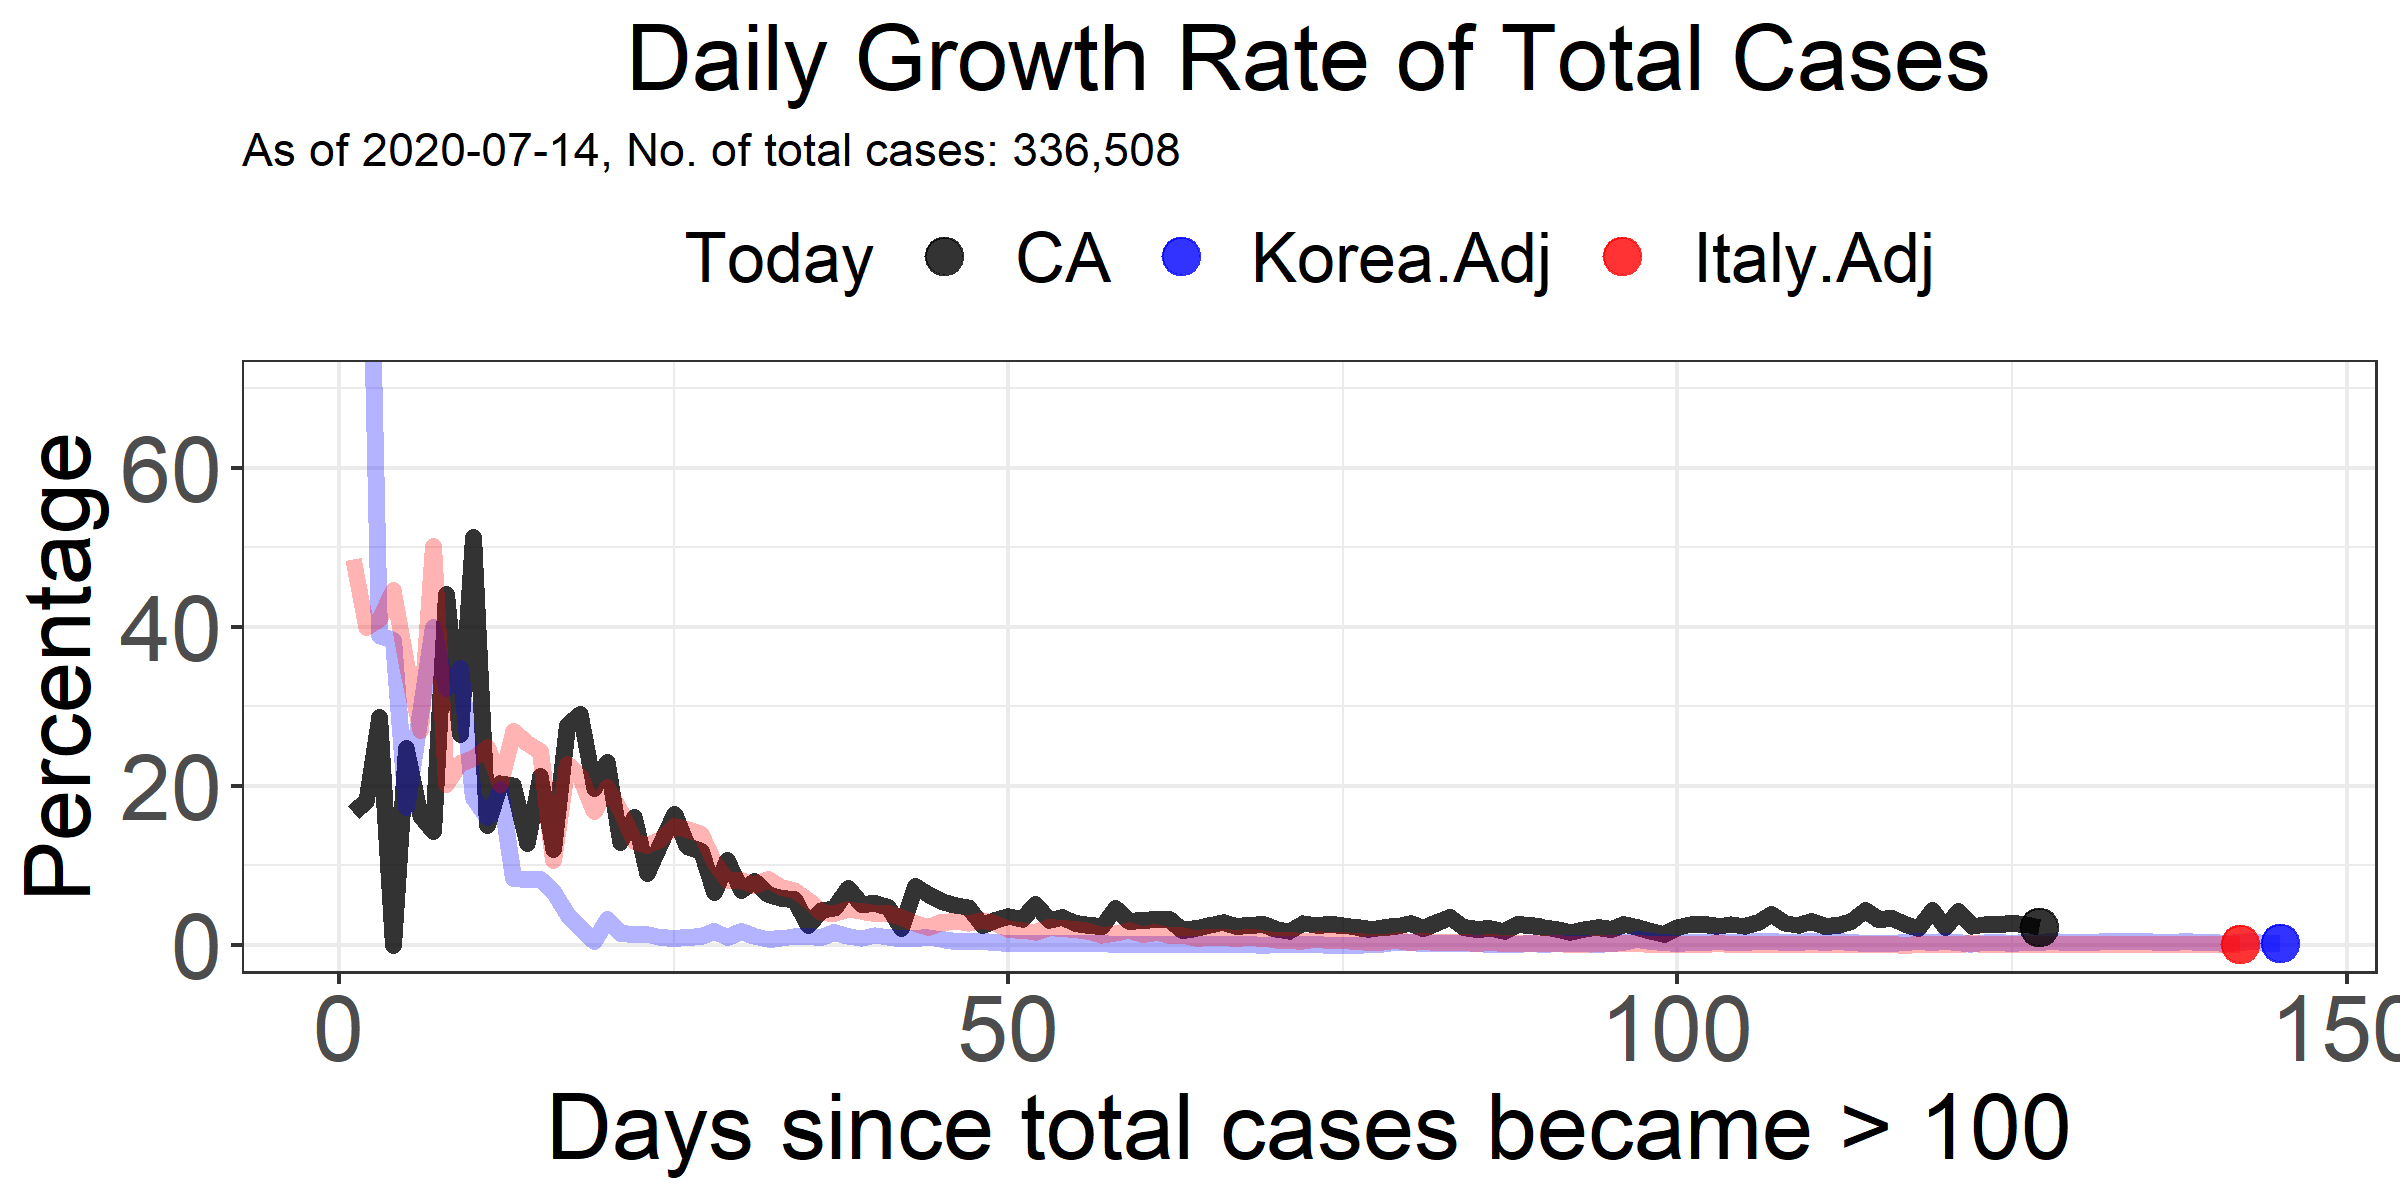 Daily Growth Rate of Total Cases
As of 2020-07-14, No. of total cases: 336,508
Today CA Korea.Adj Italy.Adj
Percentage
60
40
20
0
0 50 100 150
Days since total cases became > 100